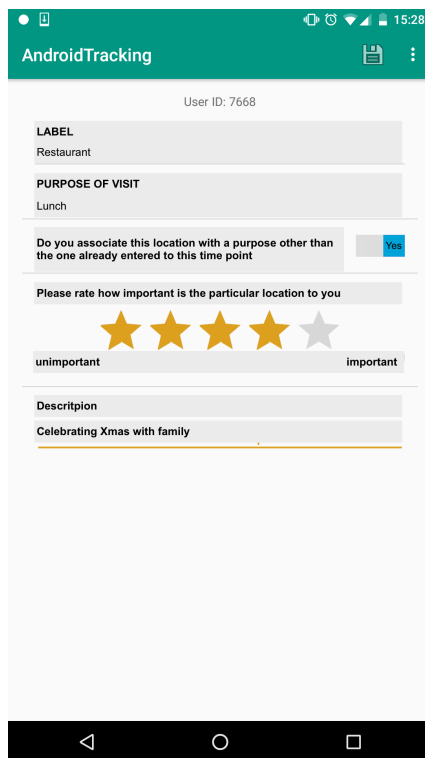 15:28
AndroidTracking
User ID: 7668
LABEL
Restaurant
PURPOSE OF VISIT
Lunch
Do you associate this location with a purpose other than
the one already entered to this time point
Yes
Please rate how important is the particular location to you
unimportant important
Descritpion
Celebrating Xmas with family